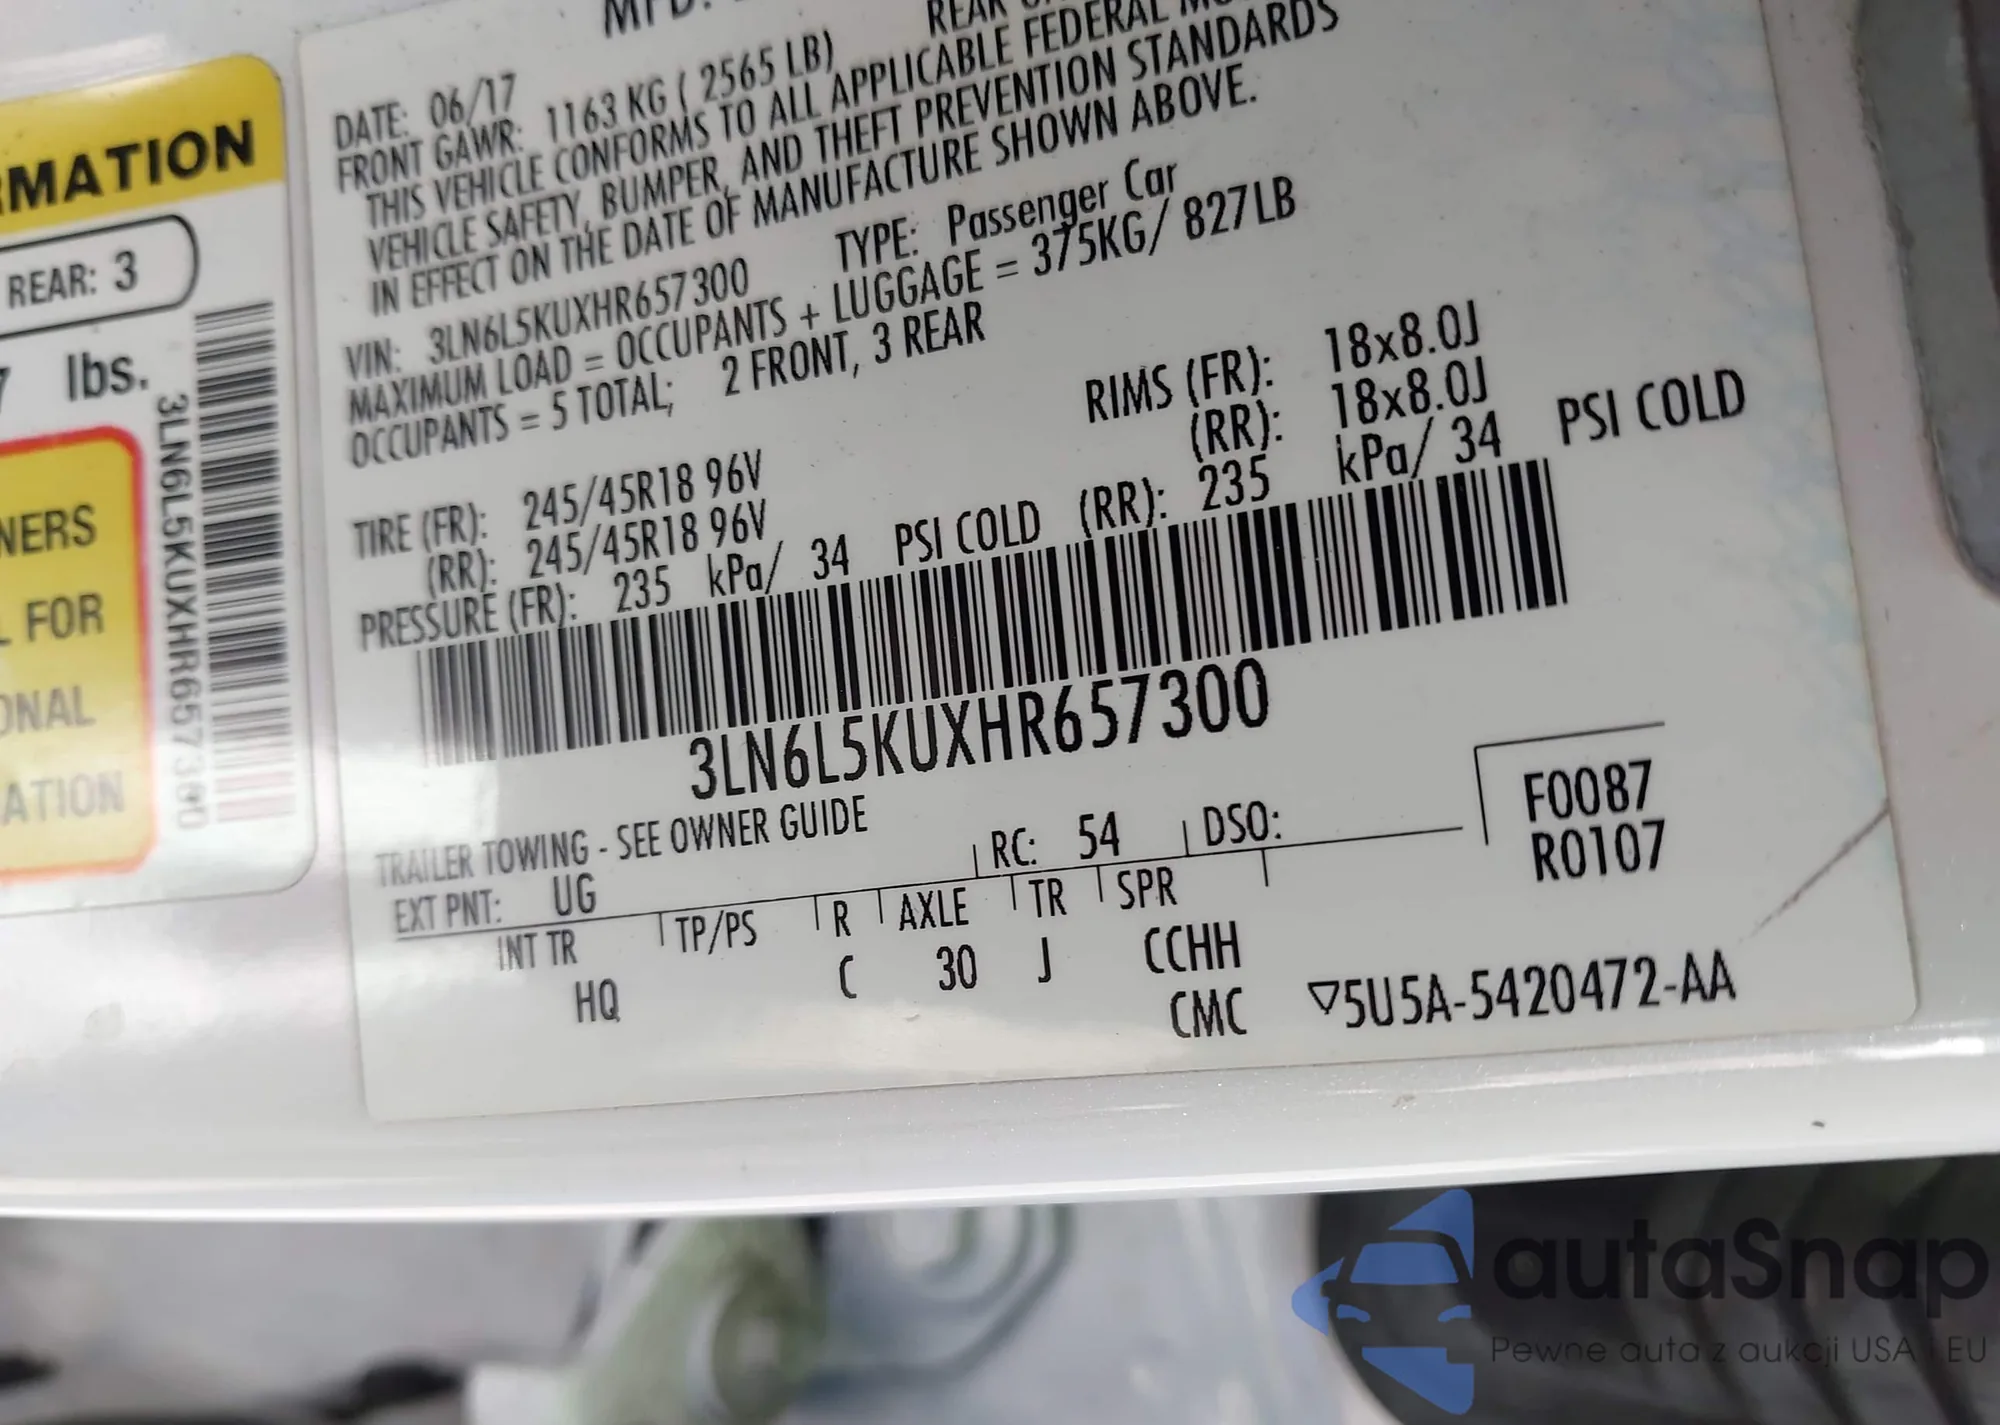 RMATION
REAR: 3
lbs.
NERS
FOR
ONAL
ATION
3LN6L5KUXHR657300
DATE: 06/17
FRONT GAWR: 1163 KG ( 2565 LB)
THIS VEHICLE CONFORMS TO ALL APPLICABLE FEDERAL
VEHICLE SAFETY, BUMPER, AND THEFT PREVENTION STANDARDS
IN EFFECT ON THE DATE OF MANUFACTURE SHOWN ABOVE.
VIN: 3LN6L5KUXHR657300 TYPE: Passenger Car
MAXIMUM LOAD = OCCUPANTS + LUGGAGE = 375KG/ 827LB
OCCUPANTS = 5 TOTAL; 2 FRONT, 3 REAR
RIMS (FR): 18x8.0J
TIRE (FR): 245/45R18 96V (RR): 18x8.0J
(RR): 245/45R18 96V
PRESSURE (FR): 235 kPa/ 34 PSI COLD (RR): 235 kPa/ 34 PSI COLD
3LN6L5KUXHR657300
TRAILER TOWING - SEE OWNER GUIDE
EXT PNT: UG RC: 54 DSO:
F0087
R0107
INT TR TP/PS R AXLE TR SPR
HQ C 30 J CCHH
CMC ▽5U5A-5420472-AA
autaSnap
Pewne auta z aukcji USA i EU